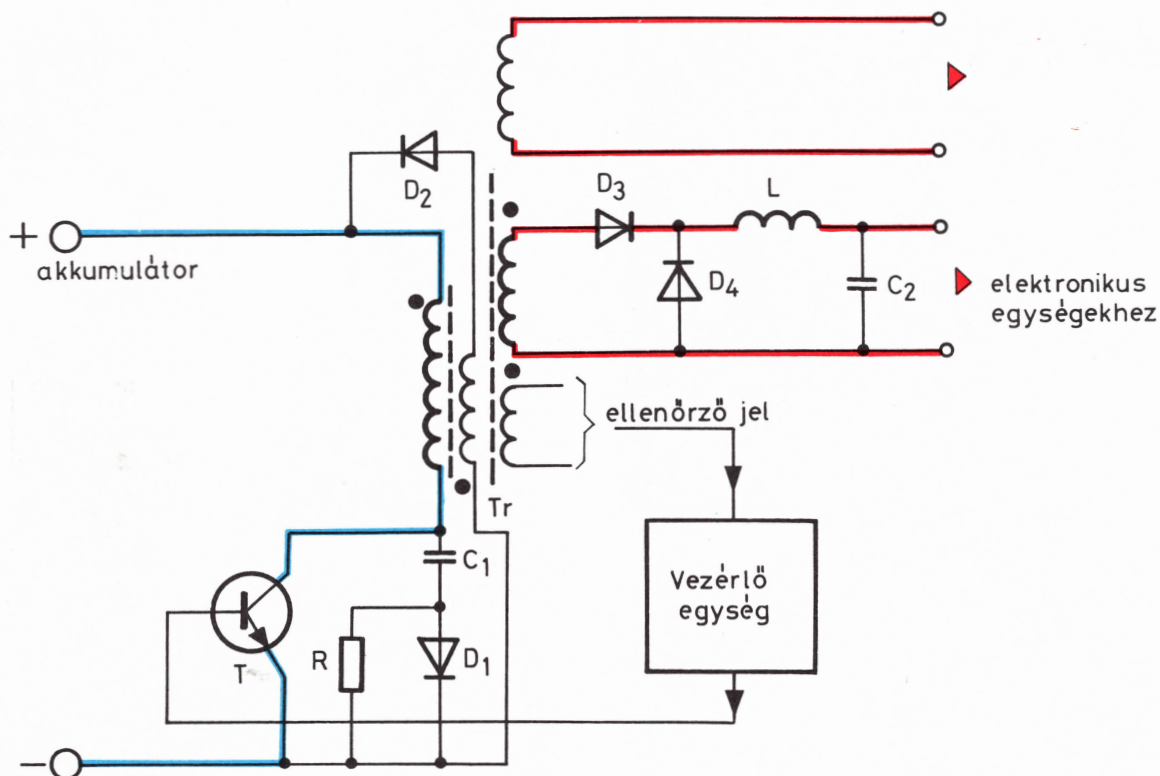 D2
D3
L
+
akkumulátor
D4
C2
elektronikus
egységekhez
ellenőrző jel
Tr
C1
Vezérlő
egység
T
R
D1
−